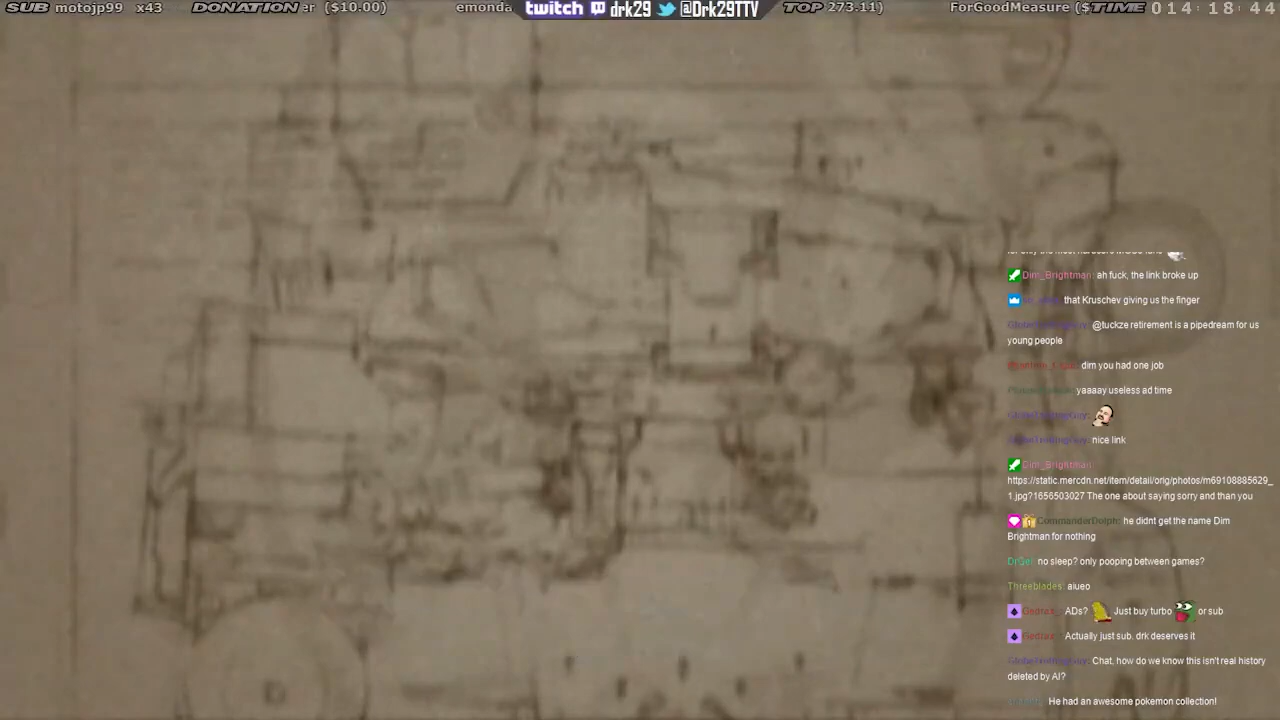 SUB motojp99 x43 DONATION er ($10.00) emonda twitch drk29 @Drk29TTV TOP 273.11) ForGoodMeasure ($ TIME 014:18:44
Dim_Brightman: ah fuck, the link broke up
that Kruschev giving us the finger
@tuckze retirement is a pipedream for us
young people
dim you had one job
yaaaay useless ad time
nice link
Dim_Brightman:
https://static.mercdn.net/item/detail/orig/photos/m69108885629_
1.jpg?1656503027 The one about saying sorry and than you
CommanderDolph: he didnt get the name Dim
Brightman for nothing
no sleep? only pooping between games?
Threeblades: aiueo
Gedrax_: ADs? Just buy turbo or sub
Gedrax_: Actually just sub. drk deserves it
Chat, how do we know this isn't real history
deleted by AI?
He had an awesome pokemon collection!